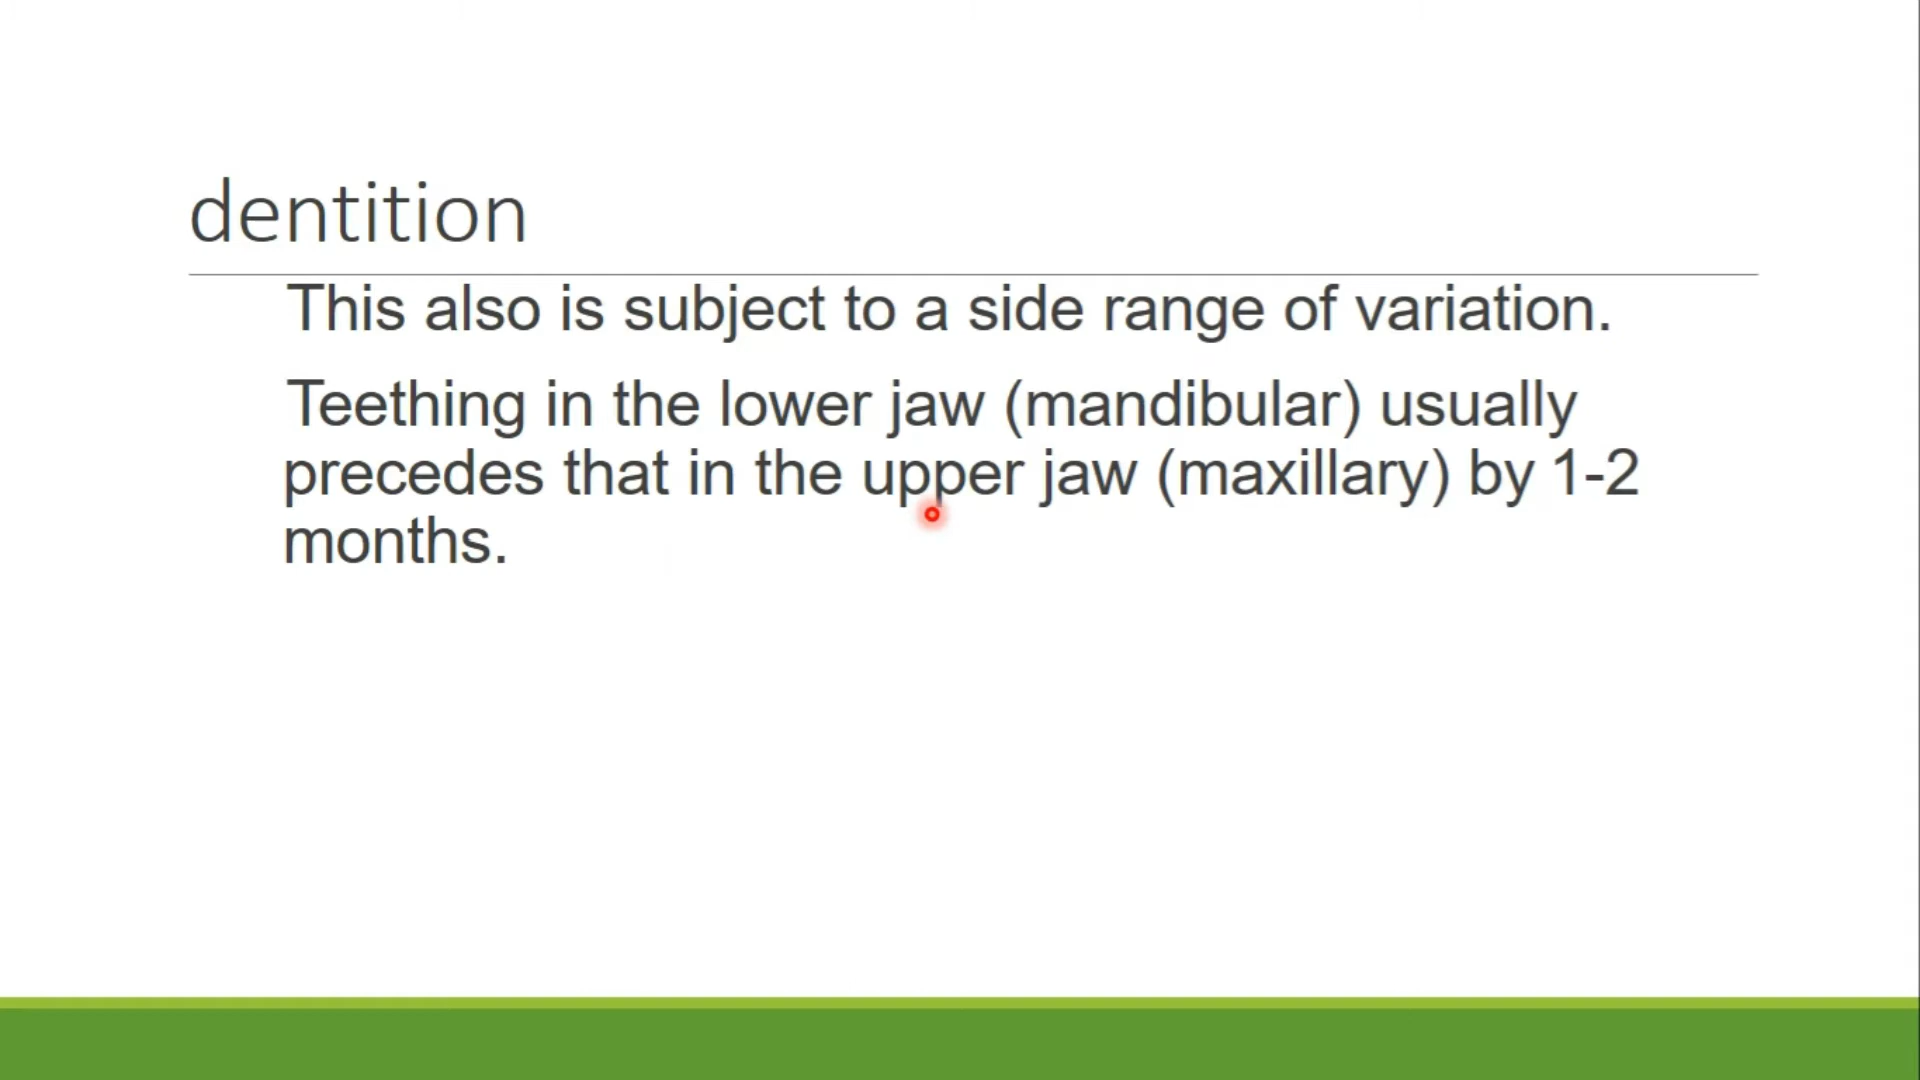 dentition
This also is subject to a side range of variation.
Teething in the lower jaw (mandibular) usually
precedes that in the upper jaw (maxillary) by 1-2
months.